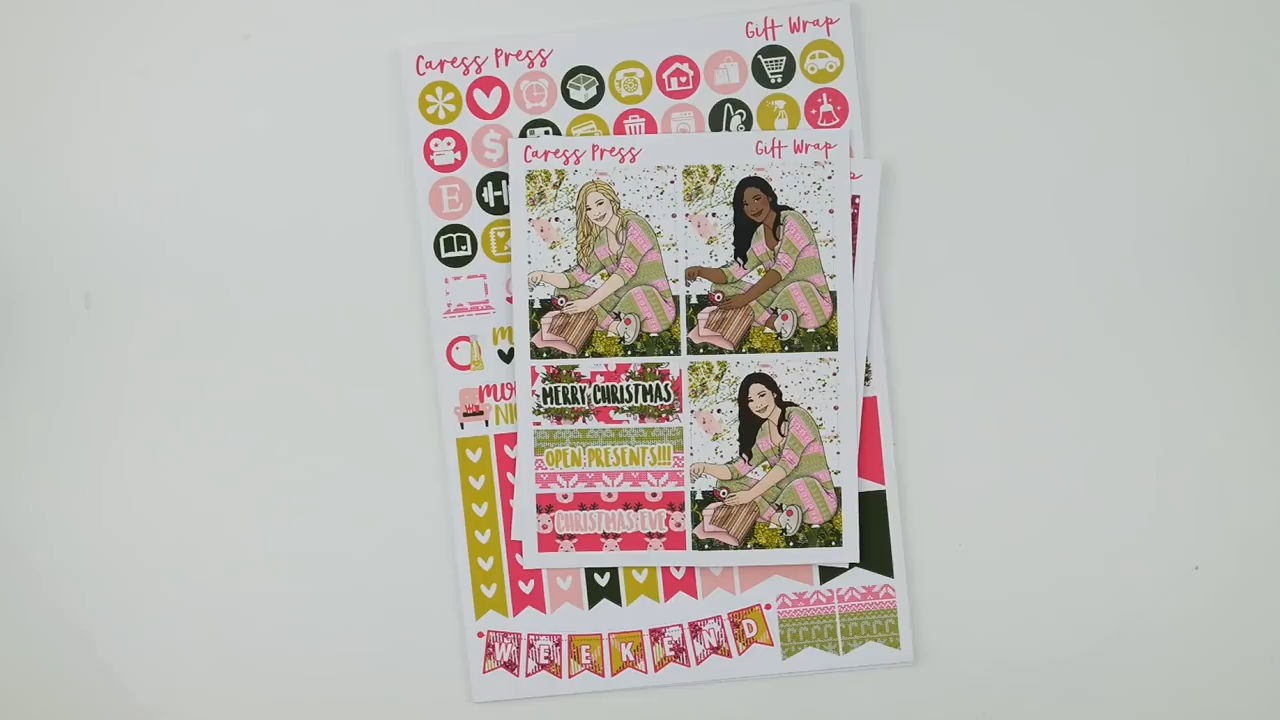 Caress Press
Gift Wrap
$
E
Caress Press
Gift Wrap
MERRY CHRISTMAS
OPEN PRESENTS!!!
CHRISTMAS EVE
WEEKEND